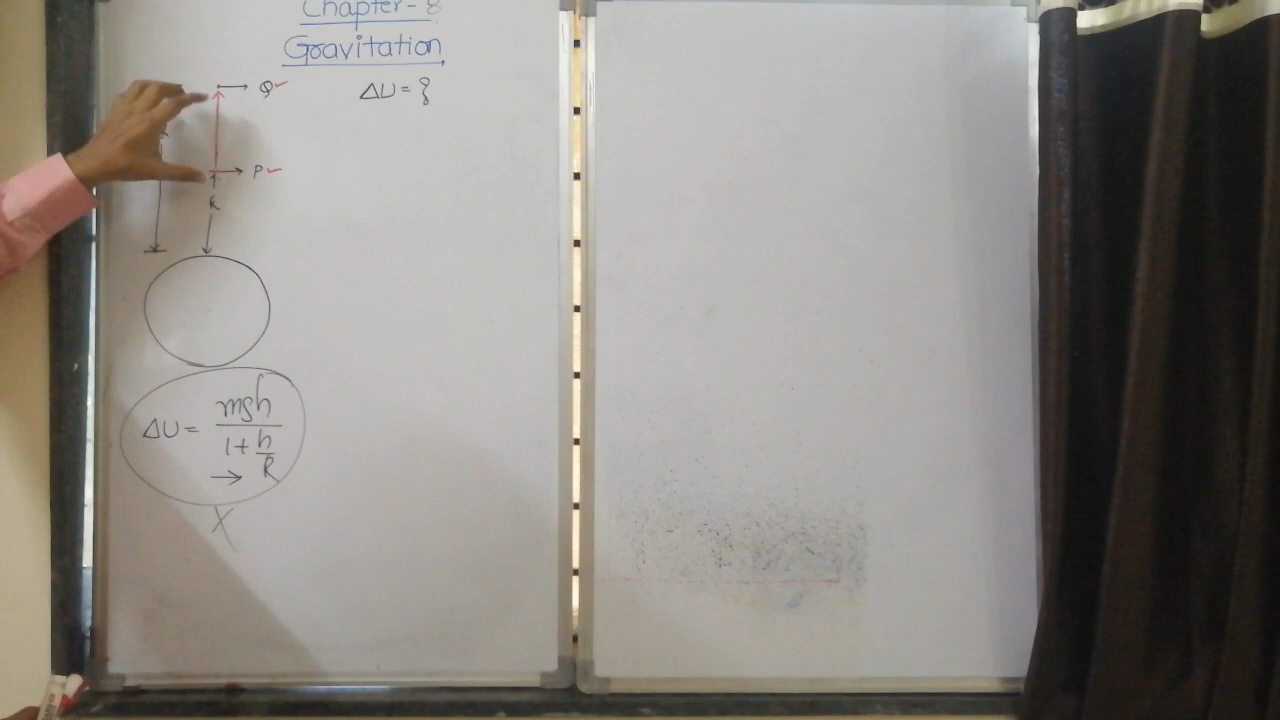 Chapter - 8
Gravitation
Q
ΔU = ?
P
R
ΔU = mgh / 1 + h/R